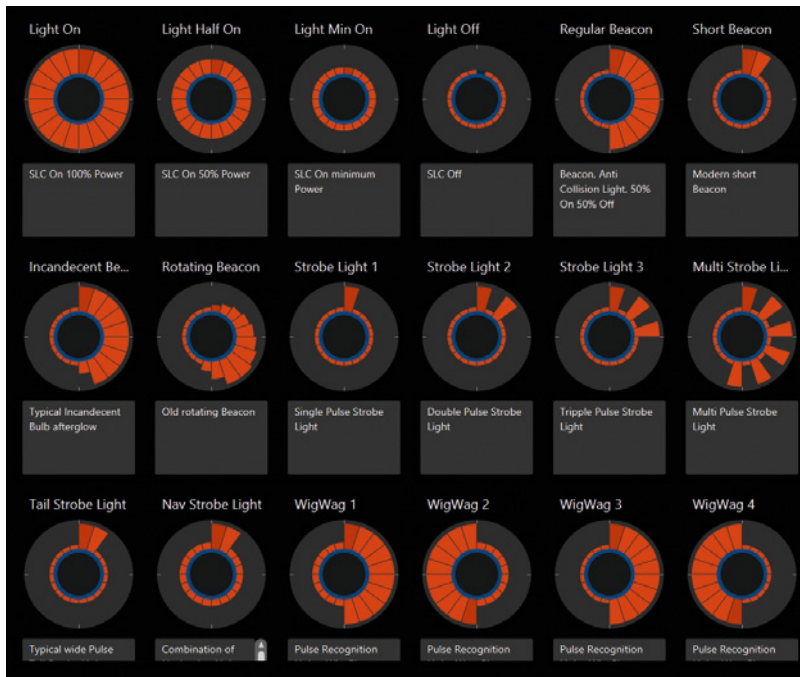 Light On
Light Half On
Light Min On
Light Off
Regular Beacon
Short Beacon
SLC On 100% Power
SLC On 50% Power
SLC On minimum
Power
SLC Off
Beacon, Anti
Collision Light, 50%
On 50% Off
Modern short
Beacon
Incandecent Be...
Rotating Beacon
Strobe Light 1
Strobe Light 2
Strobe Light 3
Multi Strobe Li...
Typical Incandecent
Bulb afterglow
Old rotating Beacon
Single Pulse Strobe
Light
Double Pulse Strobe
Light
Tripple Pulse Strobe
Light
Multi Pulse Strobe
Light
Tail Strobe Light
Nav Strobe Light
WigWag 1
WigWag 2
WigWag 3
WigWag 4
Typical wide Pulse
Combination of
Pulse Recognition
Pulse Recognition
Pulse Recognition
Pulse Recognition